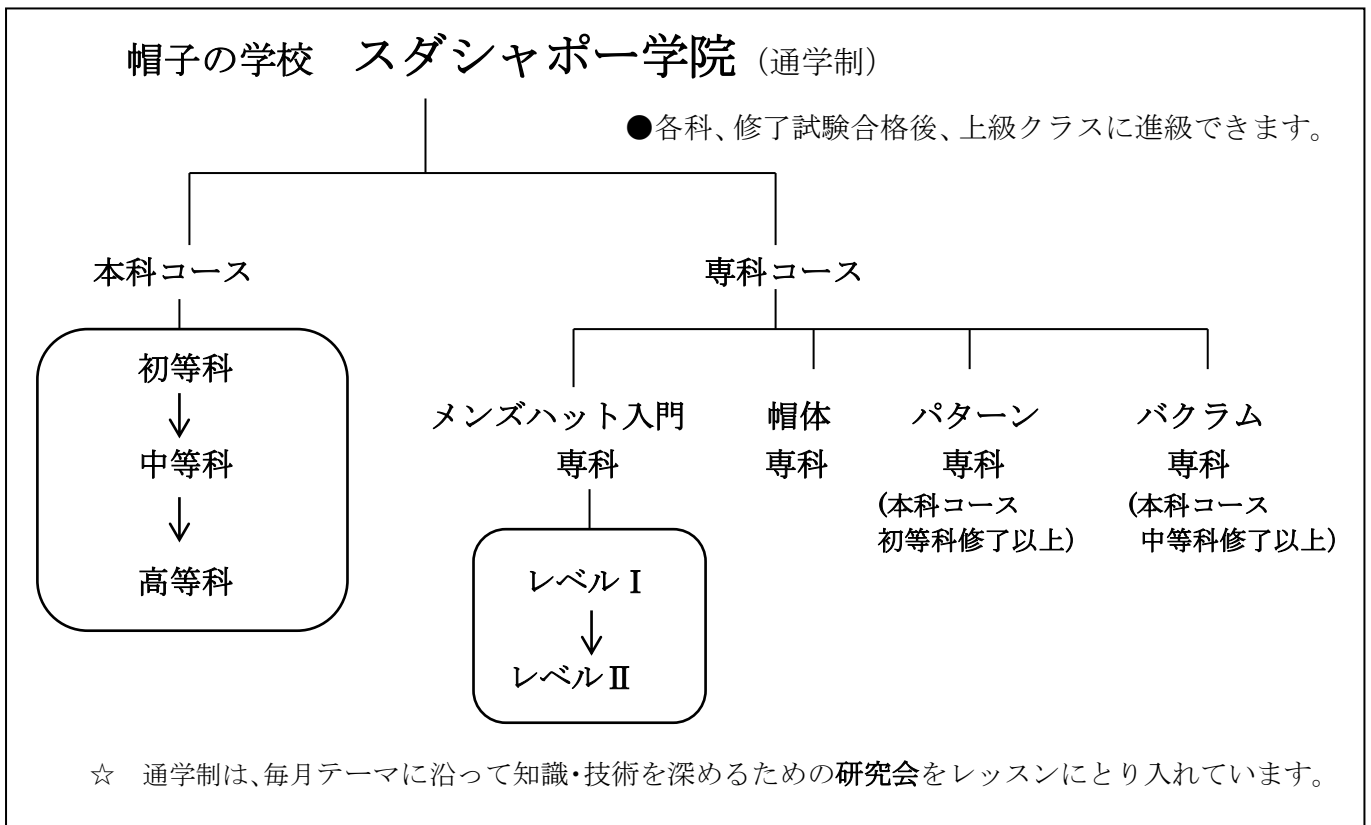 帽子の学校　スダシャポー学院（通学制）
●各科、修了試験合格後、上級クラスに進級できます。
本科コース
専科コース
初等科
中等科
高等科
メンズハット入門
専科
レベルⅠ
レベルⅡ
帽体
専科
パターン
専科
(本科コース
初等科修了以上)
バクラム
専科
(本科コース
中等科修了以上)
☆　通学制は、毎月テーマに沿って知識・技術を深めるための研究会をレッスンにとり入れています。